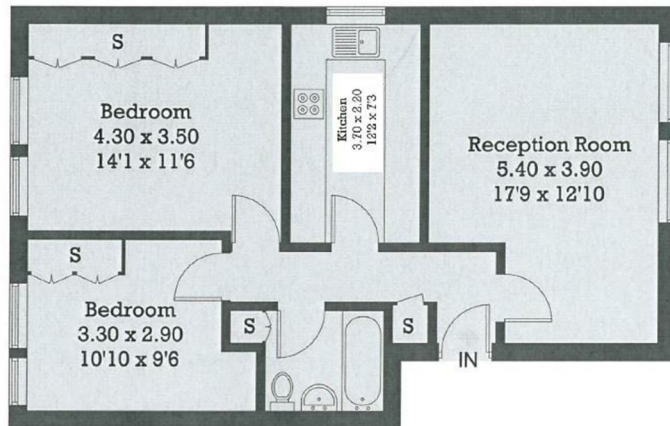 S
Bedroom
4.30 x 3.50
14'1 x 11'6
Kitchen
3.70 x 2.20
12'2 x 7'3
Reception Room
5.40 x 3.90
17'9 x 12'10
S
Bedroom
3.30 x 2.90
10'10 x 9'6
S
S
IN